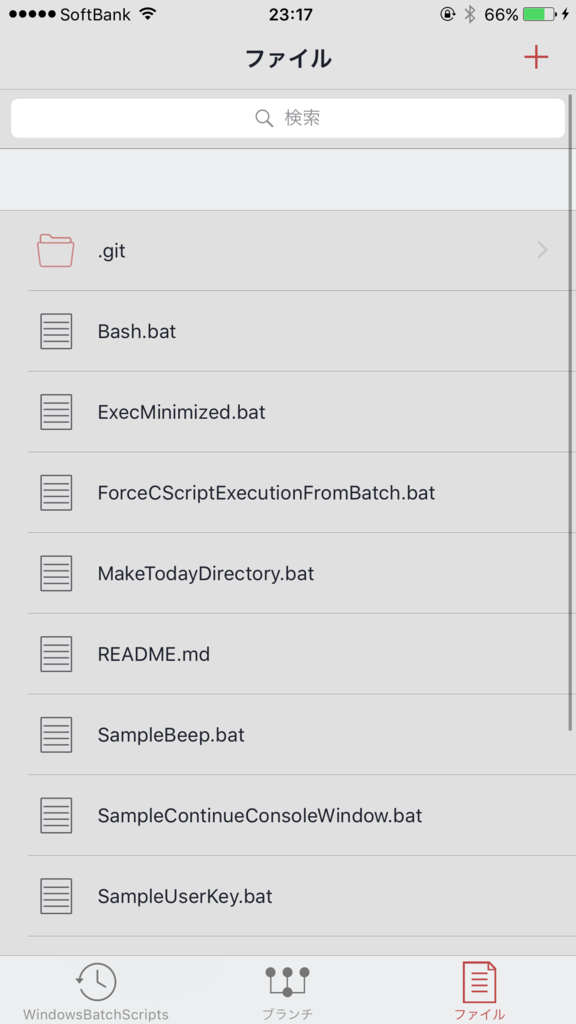 SoftBank 23:17 66%
ファイル
検索
.git
Bash.bat
ExecMinimized.bat
ForceCScriptExecutionFromBatch.bat
MakeTodayDirectory.bat
README.md
SampleBeep.bat
SampleContinueConsoleWindow.bat
SampleUserKey.bat
WindowsBatchScripts ブランチ ファイル